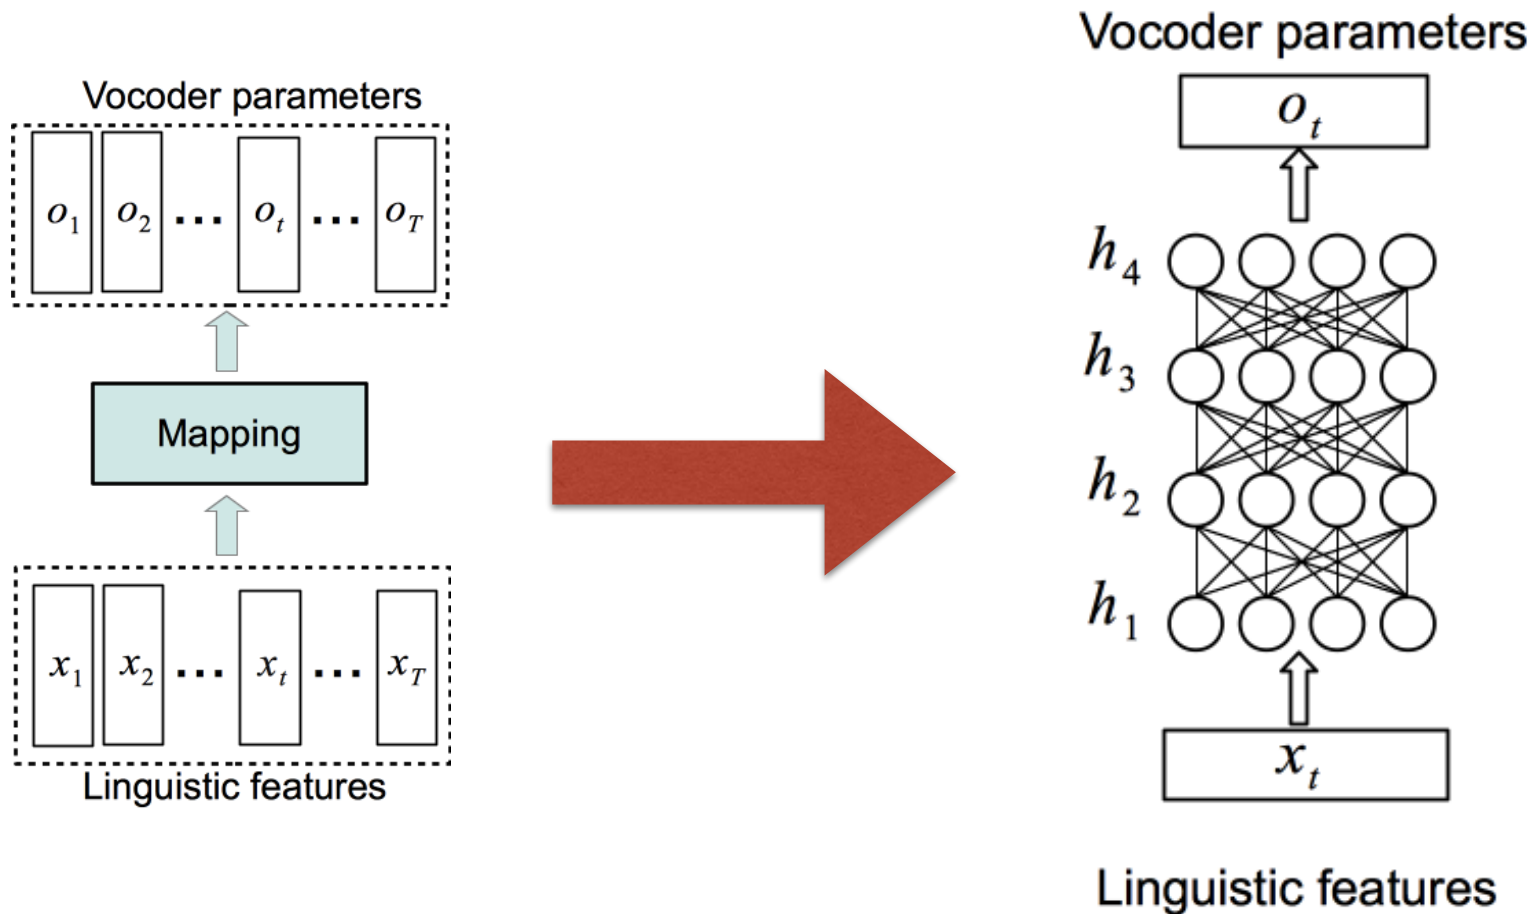 Vocoder parameters
o1 o2 ... ot ... oT
Mapping
x1 x2 ... xt ... xT
Linguistic features
Vocoder parameters
ot
h4
h3
h2
h1
xt
Linguistic features